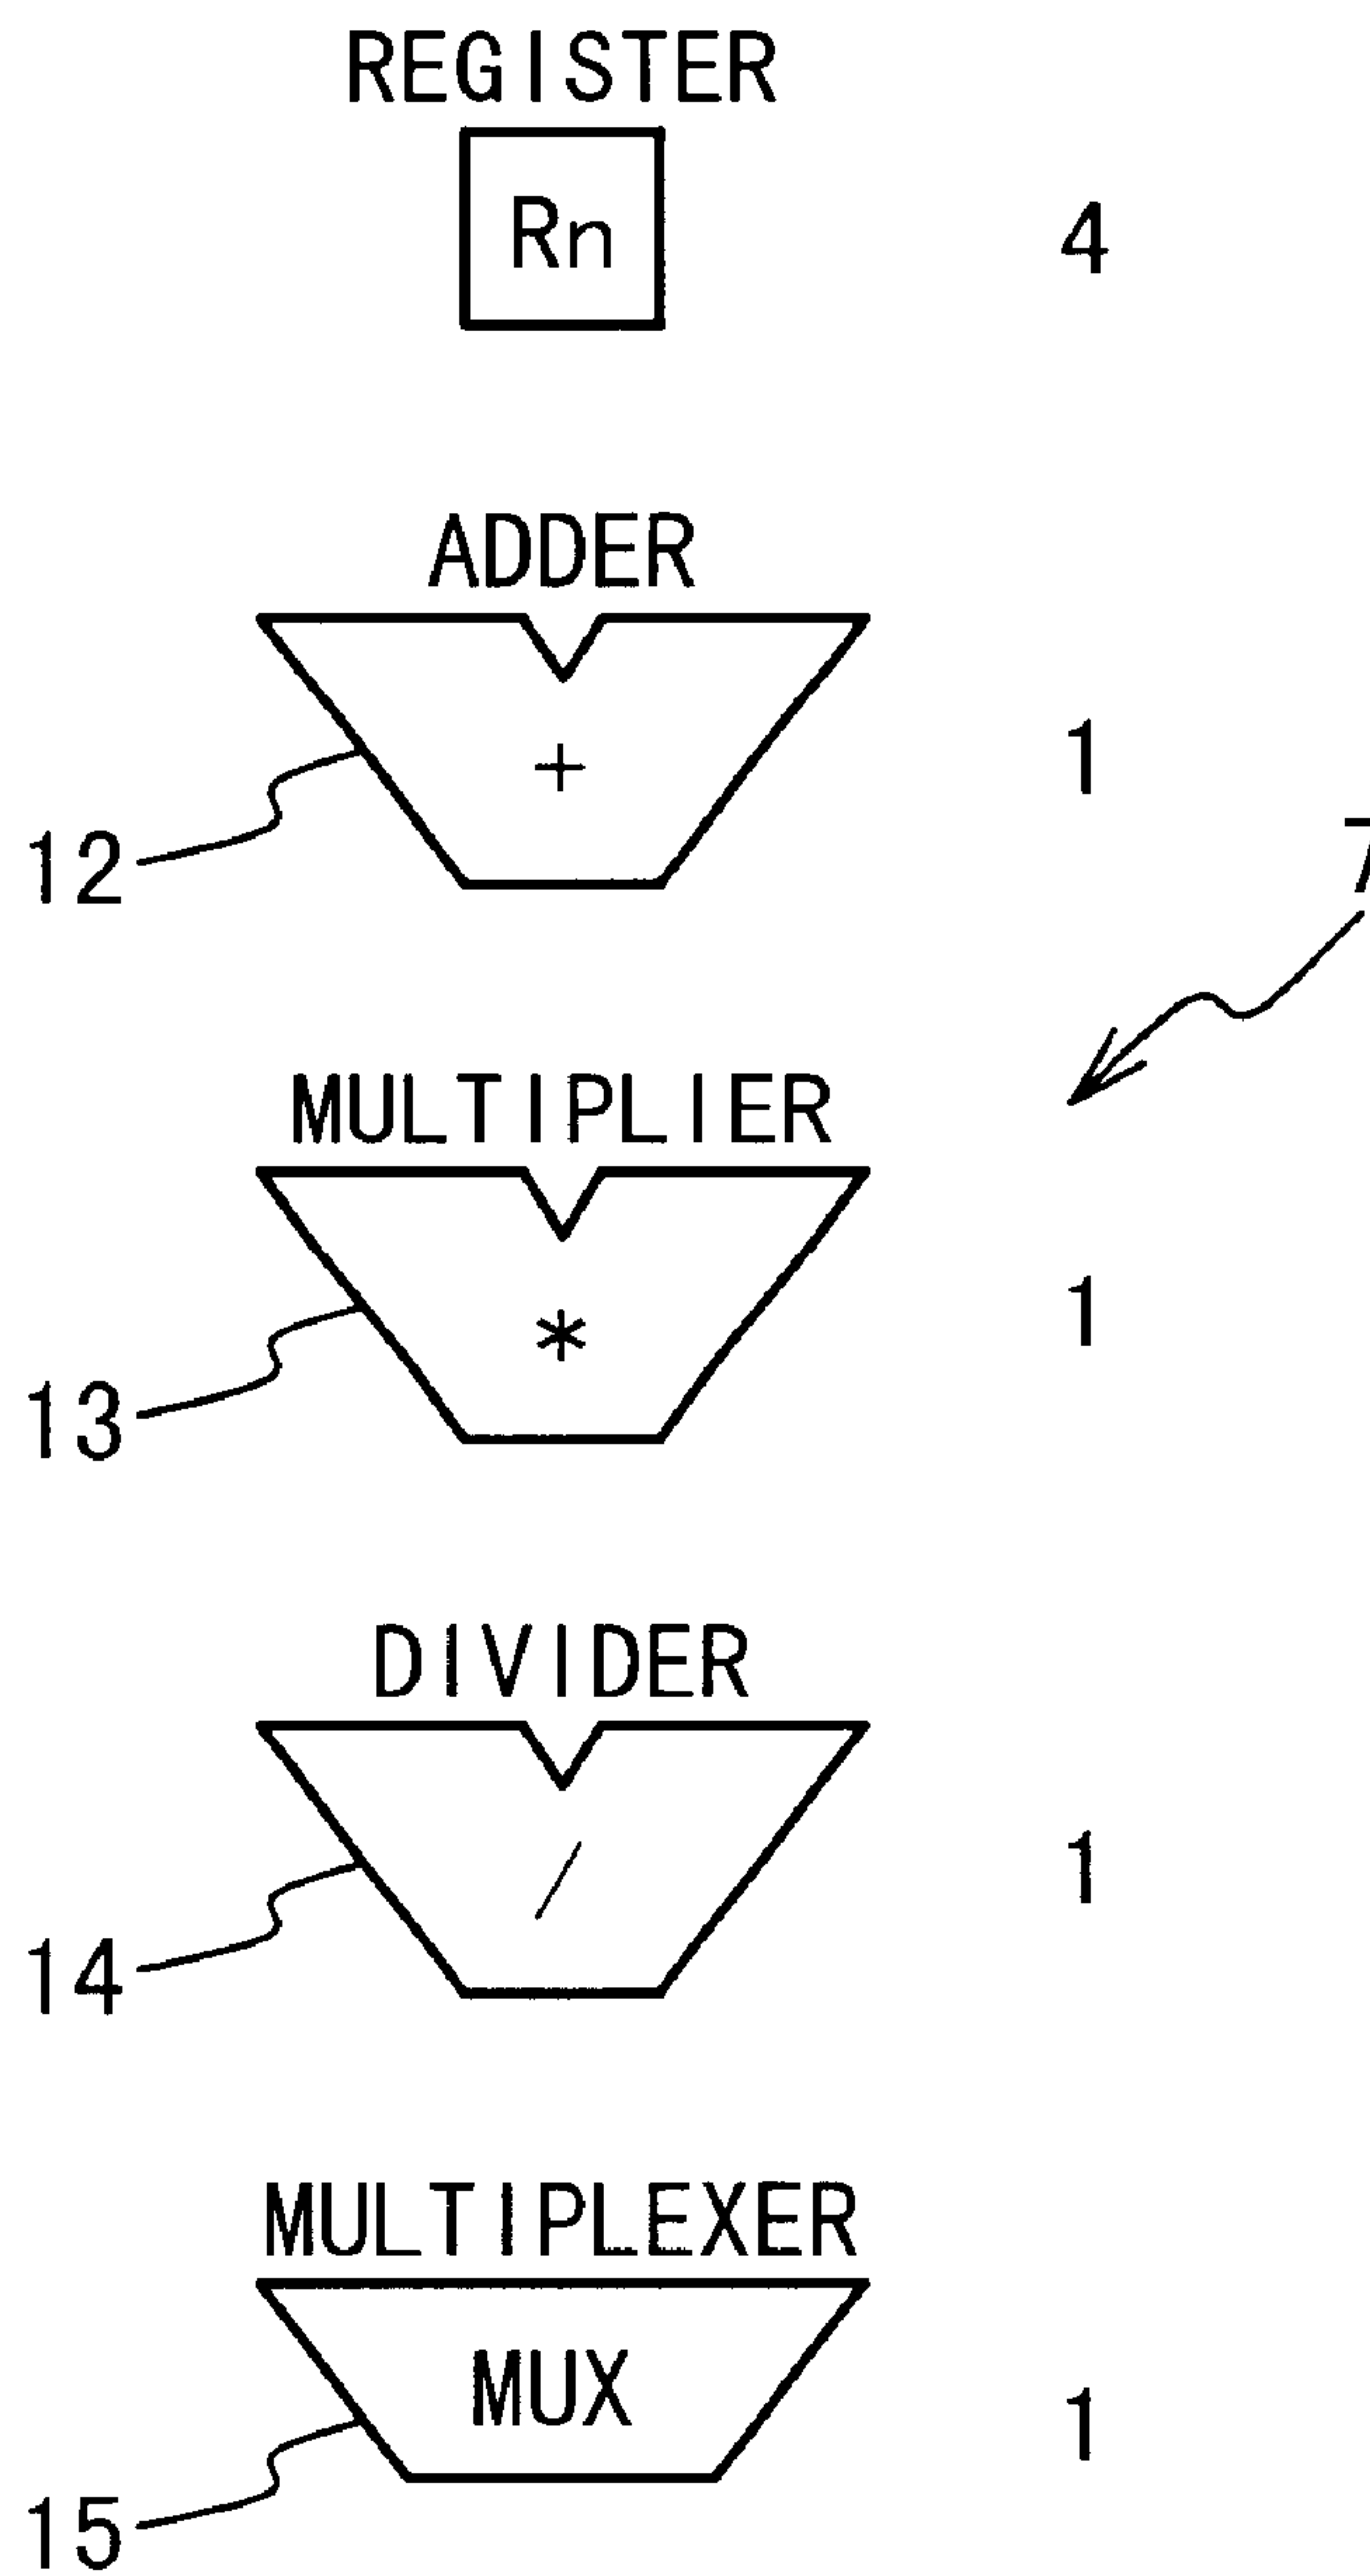 REGISTER
Rn 4
ADDER
+ 1
12
7
MULTIPLIER
* 1
13
DIVIDER
/ 1
14
MULTIPLEXER
MUX 1
15